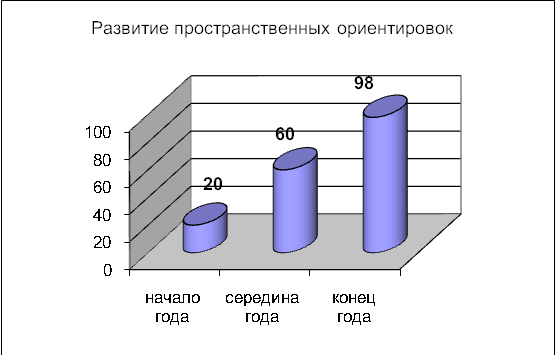 Развитие пространственных ориентировок
98
60
20
100
80
60
40
20
0
начало года
середина года
конец года